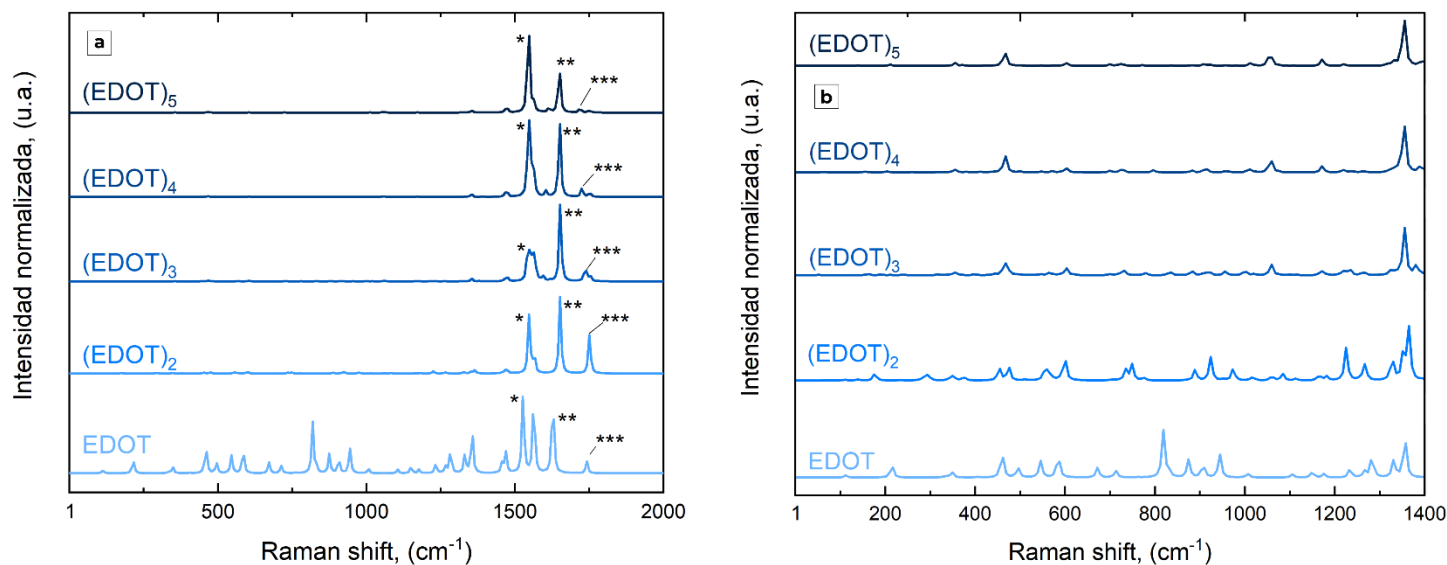 a
(EDOT)5
* ** ***
(EDOT)4
* ** ***
(EDOT)3
* ** ***
(EDOT)2
* ** ***
EDOT
* ** ***
Intensidad normalizada, (u.a.)
1 500 1000 1500 2000
Raman shift, (cm-1)
(EDOT)5
b
(EDOT)4
(EDOT)3
(EDOT)2
EDOT
Intensidad normalizada, (u.a.)
1 200 400 600 800 1000 1200 1400
Raman shift, (cm-1)